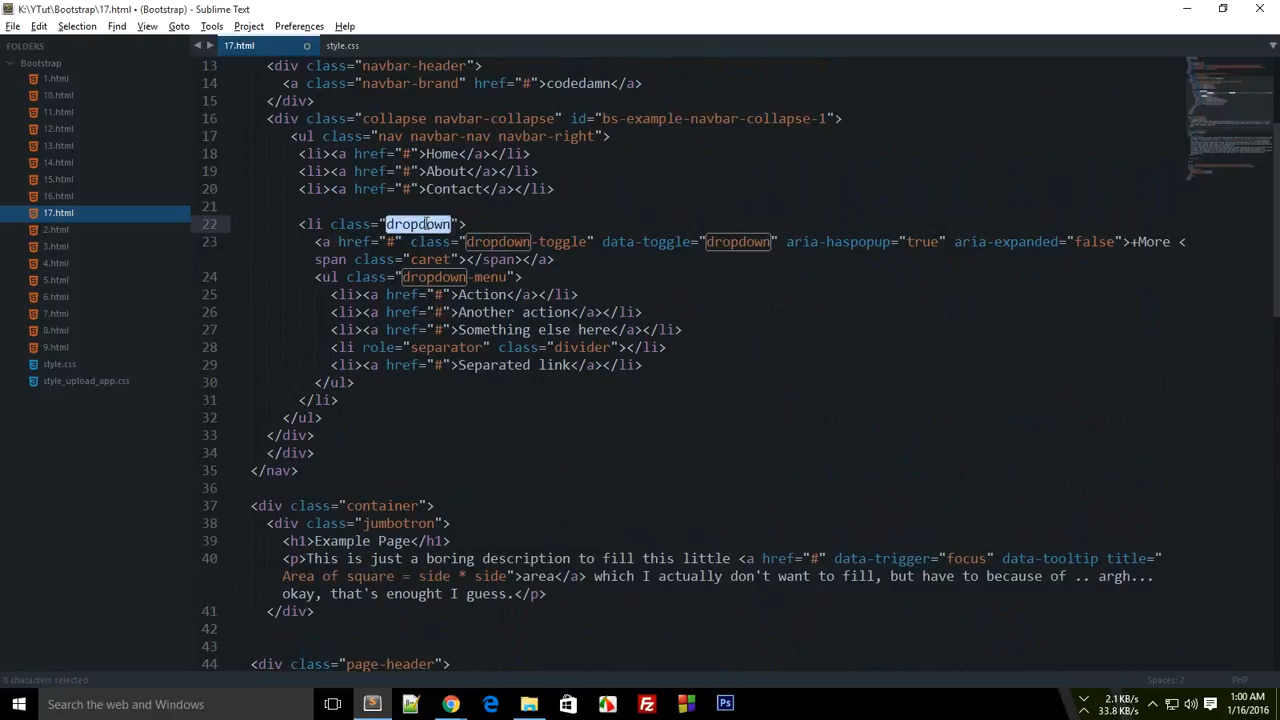 K:\YTut\Bootstrap\17.html • (Bootstrap) - Sublime Text
File Edit Selection Find View Goto Tools Project Preferences Help
FOLDERS
Bootstrap
1.html
10.html
11.html
12.html
13.html
14.html
15.html
16.html
17.html
2.html
3.html
4.html
5.html
6.html
7.html
8.html
9.html
style.css
style_upload_app.css
17.html style.css
13 <div class="navbar-header">
14 <a class="navbar-brand" href="#">codedamn</a>
15 </div>
16 <div class="collapse navbar-collapse" id="bs-example-navbar-collapse-1">
17 <ul class="nav navbar-nav navbar-right">
18 <li><a href="#">Home</a></li>
19 <li><a href="#">About</a></li>
20 <li><a href="#">Contact</a></li>
21
22 <li class="dropdown">
23 <a href="#" class="dropdown-toggle" data-toggle="dropdown" aria-haspopup="true" aria-expanded="false">+More <
span class="caret"></span></a>
24 <ul class="dropdown-menu">
25 <li><a href="#">Action</a></li>
26 <li><a href="#">Another action</a></li>
27 <li><a href="#">Something else here</a></li>
28 <li role="separator" class="divider"></li>
29 <li><a href="#">Separated link</a></li>
30 </ul>
31 </li>
32 </ul>
33 </div>
34 </div>
35 </nav>
36
37 <div class="container">
38 <div class="jumbotron">
39 <h1>Example Page</h1>
40 <p>This is just a boring description to fill this little <a href="#" data-trigger="focus" data-tooltip title="
Area of square = side * side">area</a> which I actually don't want to fill, but have to because of .. argh...
okay, that's enought I guess.</p>
41 </div>
42
43
44 <div class="page-header">
8 characters selected
Spaces: 2
PHP
Search the web and Windows
2.1 KB/s
33.8 KB/s
1:00 AM
1/16/2016